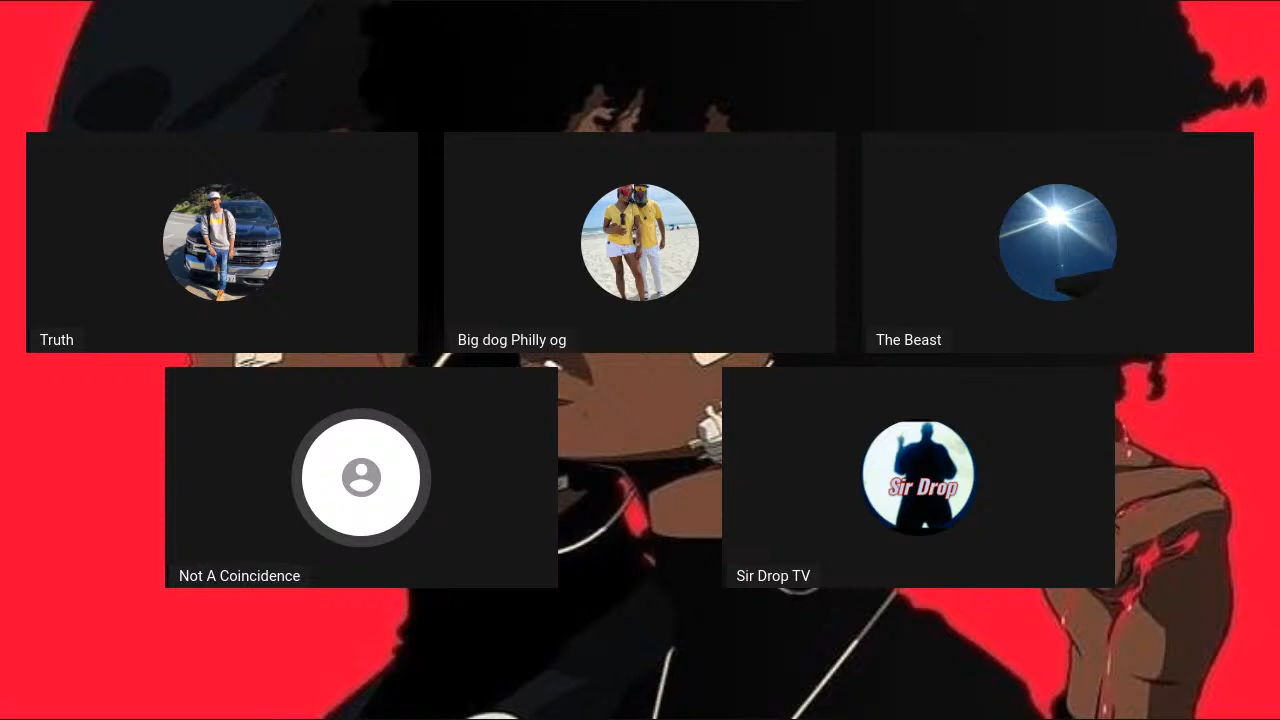 Truth
Big dog Philly og
The Beast
Not A Coincidence
Sir Drop
Sir Drop TV